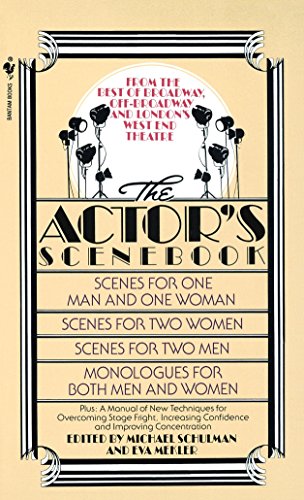 BANTAM BOOKS
FROM THE
BEST OF BROADWAY,
OFF-BROADWAY
AND LONDON'S
WEST END
THEATRE
The
ACTOR'S
SCENEBOOK
SCENES FOR ONE
MAN AND ONE WOMAN
SCENES FOR TWO WOMEN
SCENES FOR TWO MEN
MONOLOGUES FOR
BOTH MEN AND WOMEN
Plus: A Manual of New Techniques for
Overcoming Stage Fright, Increasing Confidence
and Improving Concentration
EDITED BY MICHAEL SCHULMAN
AND EVA MEKLER